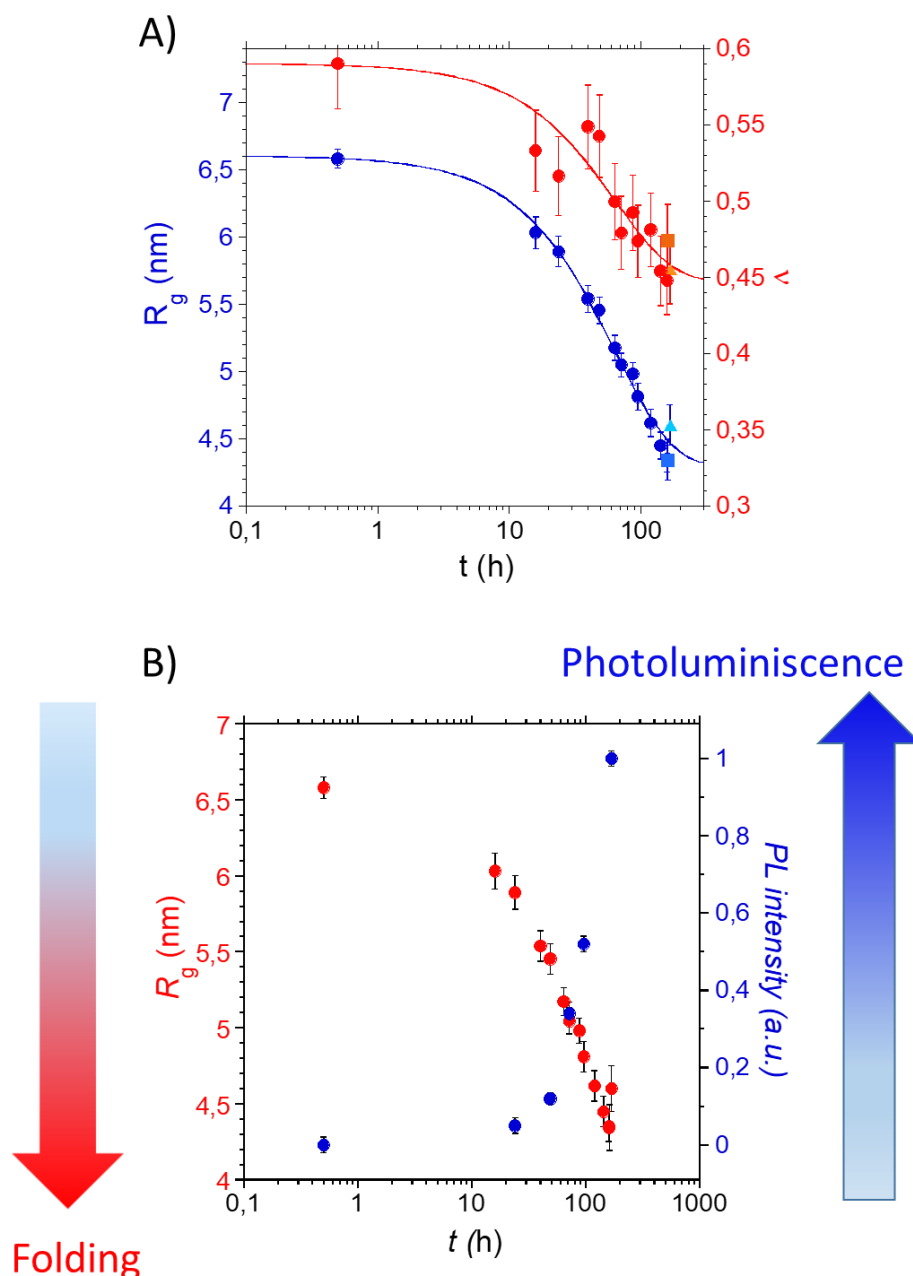 A)
R_g (nm)
7
6,5
6
5,5
5
4,5
4
0,6
0,55
0,5
0,45
0,4
0,35
0,3
ν
0,1 1 10 100
t (h)
B)
Photoluminiscence
R_g (nm)
7
6,5
6
5,5
5
4,5
4
1
0,8
0,6
0,4
0,2
0
PL intensity (a.u.)
0,1 1 10 100 1000
t (h)
Folding